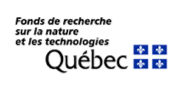 Fonds de recherche
sur la nature
et les technologies
Québec